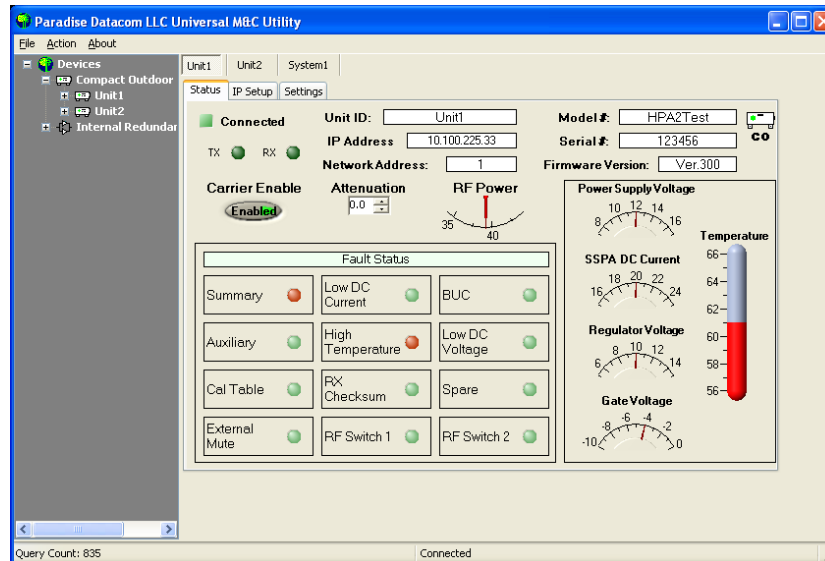 Paradise Datacom LLC Universal M&C Utility
File Action About
Devices
Compact Outdoor
Unit1
Unit2
Internal Redundan
Unit1 Unit2 System1
Status IP Setup Settings
Connected
TX RX
Unit ID: Unit1
IP Address 10.100.225.33
Network Address: 1
Model #: HPA2Test
Serial #: 123456
Firmware Version: Ver.300
CO
Carrier Enable
Enabled
Attenuation
0.0
RF Power
35 40
Fault Status
Summary
Low DC Current
BUC
Auxiliary
High Temperature
Low DC Voltage
Cal Table
RX Checksum
Spare
External Mute
RF Switch 1
RF Switch 2
Power Supply Voltage
8 10 12 14 16
SSPA DC Current
16 18 20 22 24
Regulator Voltage
6 8 10 12 14
Gate Voltage
-10 -8 -6 -4 -2 0
Temperature
66
64
62
60
58
56
Query Count: 835
Connected